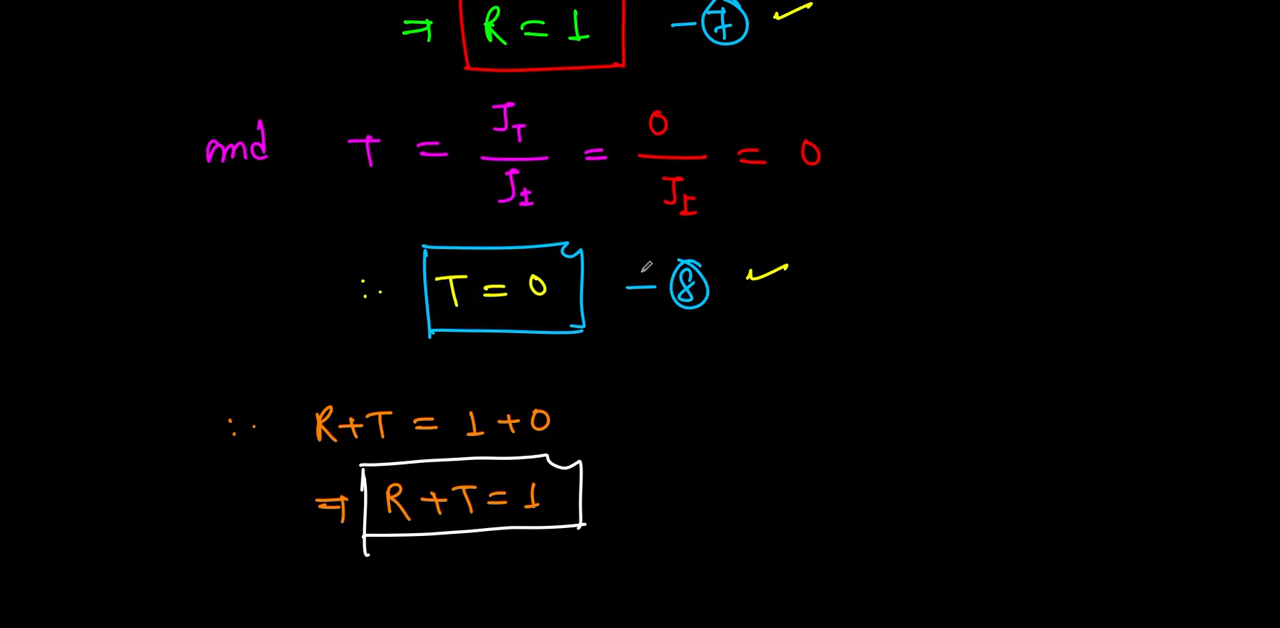 ⇒ R = 1 - 7 ✓
and T = J_T / J_I = 0 / J_I = 0
∴ T = 0 - 8 ✓
∴ R+T = 1+0
⇒ R+T=1